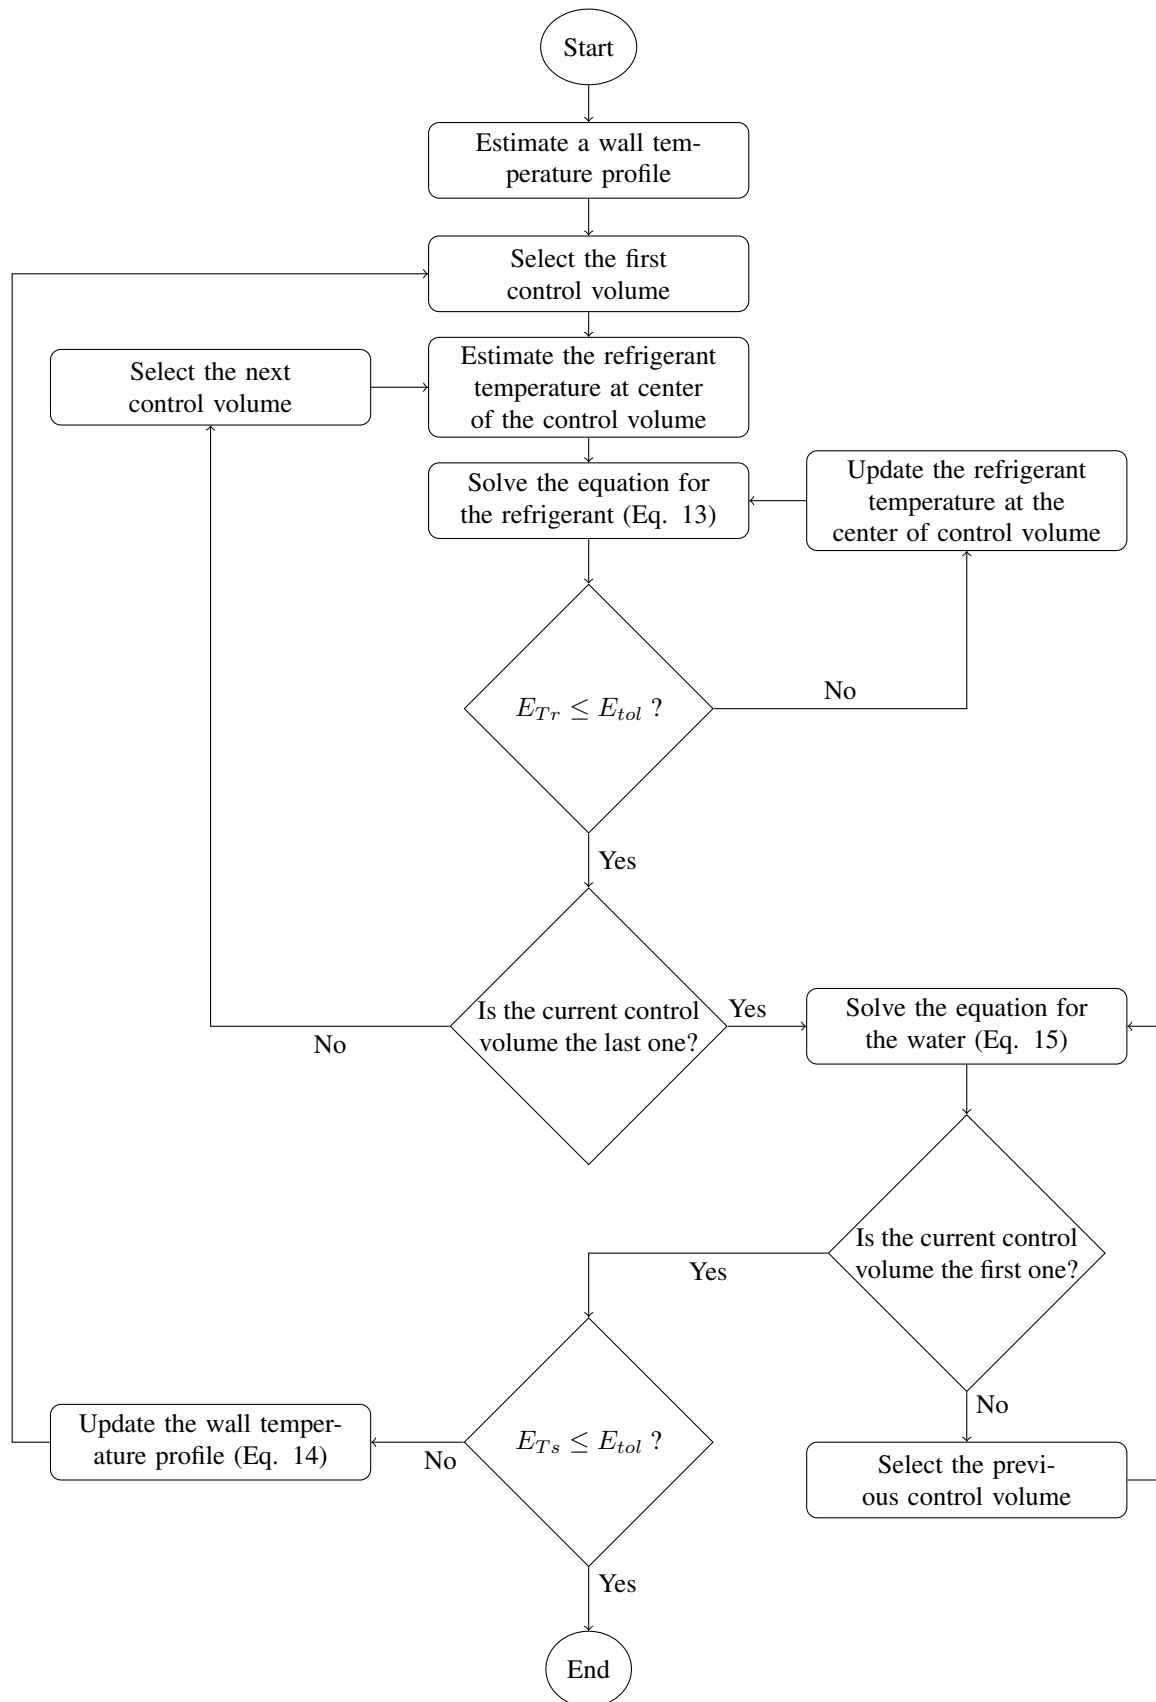 Start
Estimate a wall tem-
perature profile
Select the first
control volume
Select the next
control volume
Estimate the refrigerant
temperature at center
of the control volume
Solve the equation for
the refrigerant (Eq. 13)
Update the refrigerant
temperature at the
center of control volume
E_{Tr} ≤ E_{tol} ?
No
Yes
Is the current control
volume the last one?
No
Yes
Solve the equation for
the water (Eq. 15)
Is the current control
volume the first one?
Yes
No
Select the previ-
ous control volume
E_{Ts} ≤ E_{tol} ?
No
Update the wall temper-
ature profile (Eq. 14)
Yes
End